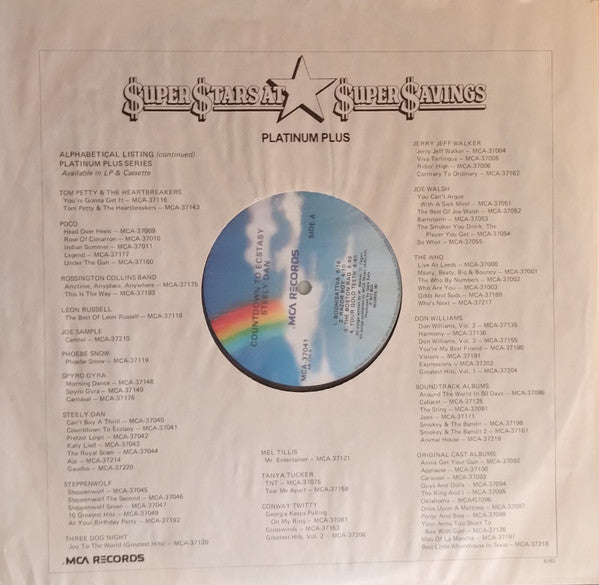 $UPER $TARS AT $UPER $AVINGS
PLATINUM PLUS
ALPHABETICAL LISTING (continued)
PLATINUM PLUS SERIES
Available in LP & Cassette
TOM PETTY & THE HEARTBREAKERS
You're Gonna Get It – MCA-37116
Tom Petty & The Heartbreakers – MCA-37143
POCO
Head Over Heels – MCA-37009
Rose Of Cimarron – MCA-37010
Indian Summer – MCA-37011
Legend – MCA-37117
Under The Gun – MCA-37160
ROSSINGTON COLLINS BAND
Anytime, Anyplace, Anywhere – MCA-37175
This Is The Way – MCA-37193
LEON RUSSELL
The Best Of Leon Russell – MCA-37118
JOE SAMPLE
Carmel – MCA-37210
PHOEBE SNOW
Phoebe Snow – MCA-37119
SPYRO GYRA
Morning Dance – MCA-37148
Spyro Gyra – MCA-37149
Carnaval – MCA-37176
STEELY DAN
Can't Buy A Thrill – MCA-37040
Countdown To Ecstasy – MCA-37041
Pretzel Logic – MCA-37042
Katy Lied – MCA-37043
The Royal Scam – MCA-37044
Aja – MCA-37214
Gaucho – MCA-37220
STEPPENWOLF
Steppenwolf – MCA-37045
Steppenwolf The Second – MCA-37046
Steppenwolf Seven – MCA-37047
16 Greatest Hits – MCA-37049
At Your Birthday Party – MCA-37192
THREE DOG NIGHT
Joy To The World (Greatest Hits) – MCA-37120
MCA RECORDS
COUNTDOWN TO ECSTASY
STEELY DAN
SIDE A
MCA RECORDS
MCA-37041
1. BODHISATTVA
2. RAZOR BOY
3. THE BOSTON RAG
4. YOUR GOLD TEETH
MEL TILLIS
Mr. Entertainer – MCA-37121
TANYA TUCKER
TNT – MCA-37075
Tear Me Apart – MCA-37158
CONWAY TWITTY
Georgia Keeps Pulling
On My Ring – MCA-37081
Crosswinds – MCA-37163
Greatest Hits, Vol. 2 – MCA-37206
JERRY JEFF WALKER
Jerry Jeff Walker – MCA-37004
Viva Terlingua – MCA-37005
Ridin' High – MCA-37006
Contrary To Ordinary – MCA-37162
JOE WALSH
You Can't Argue
With A Sick Mind – MCA-37051
The Best Of Joe Walsh – MCA-37052
Barnstorm – MCA-37053
The Smoker You Drink, The
Player You Get – MCA-37054
So What – MCA-37055
THE WHO
Live At Leeds – MCA-37000
Meaty, Beaty, Big & Bouncy – MCA-37001
The Who By Numbers – MCA-37002
Who Are You – MCA-37003
Odds And Sods – MCA-37169
Who's Next – MCA-37217
DON WILLIAMS
Don Williams, Vol. 2 – MCA-37135
Harmony – MCA-37136
Don Williams, Vol. 3 – MCA-37155
You're My Best Friend – MCA-37190
Visions – MCA-37191
Expressions – MCA-37203
Greatest Hits, Vol. 1 – MCA-37204
SOUNDTRACK ALBUMS
Around The World In 80 Days – MCA-37086
Cabaret – MCA-37125
The Sting – MCA-37091
Jaws – MCA-37171
Smokey & The Bandit – MCA-37198
Smokey & The Bandit 2 – MCA-37161
Animal House – MCA-37219
ORIGINAL CAST ALBUMS
Annie Get Your Gun – MCA-37092
Applause – MCA-37100
Carousel – MCA-37093
Guys And Dolls – MCA-37094
The King And I – MCA-37095
Oklahoma – MCA-37096
Once Upon A Mattress – MCA-37097
Porgy And Bess – MCA-37098
Your Arms Too Short To
Box With God – MCA-37126
Man Of La Mancha – MCA-37197
Best Little Whorehouse In Texas – MCA-37218